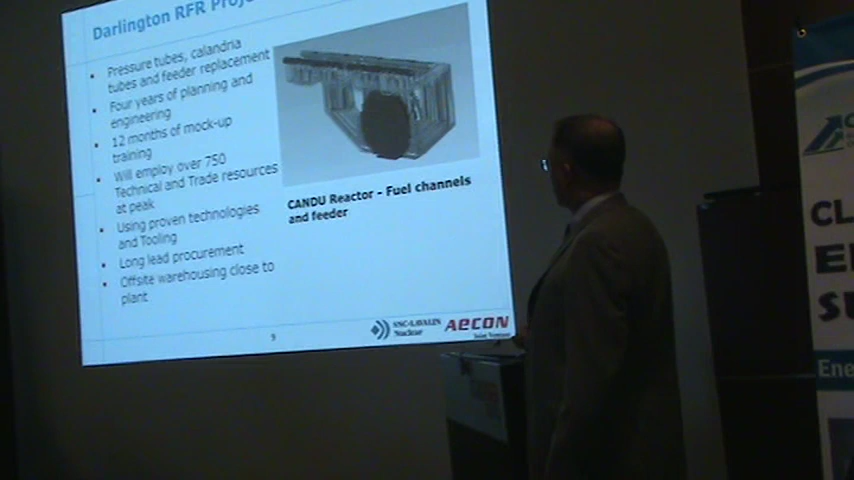 Darlington RFR Proj
Pressure tubes, calandria
tubes and feeder replacement
Four years of planning and
engineering
12 months of mock-up
training
Will employ over 750
Technical and Trade resources
at peak
Using proven technologies
and Tooling
Long lead procurement
Offsite warehousing close to
plant
CANDU Reactor – Fuel channels
and feeder
9
SNC-LAVALIN
Nuclear
AECON
Joint Venture
CL
E
SU
Ene